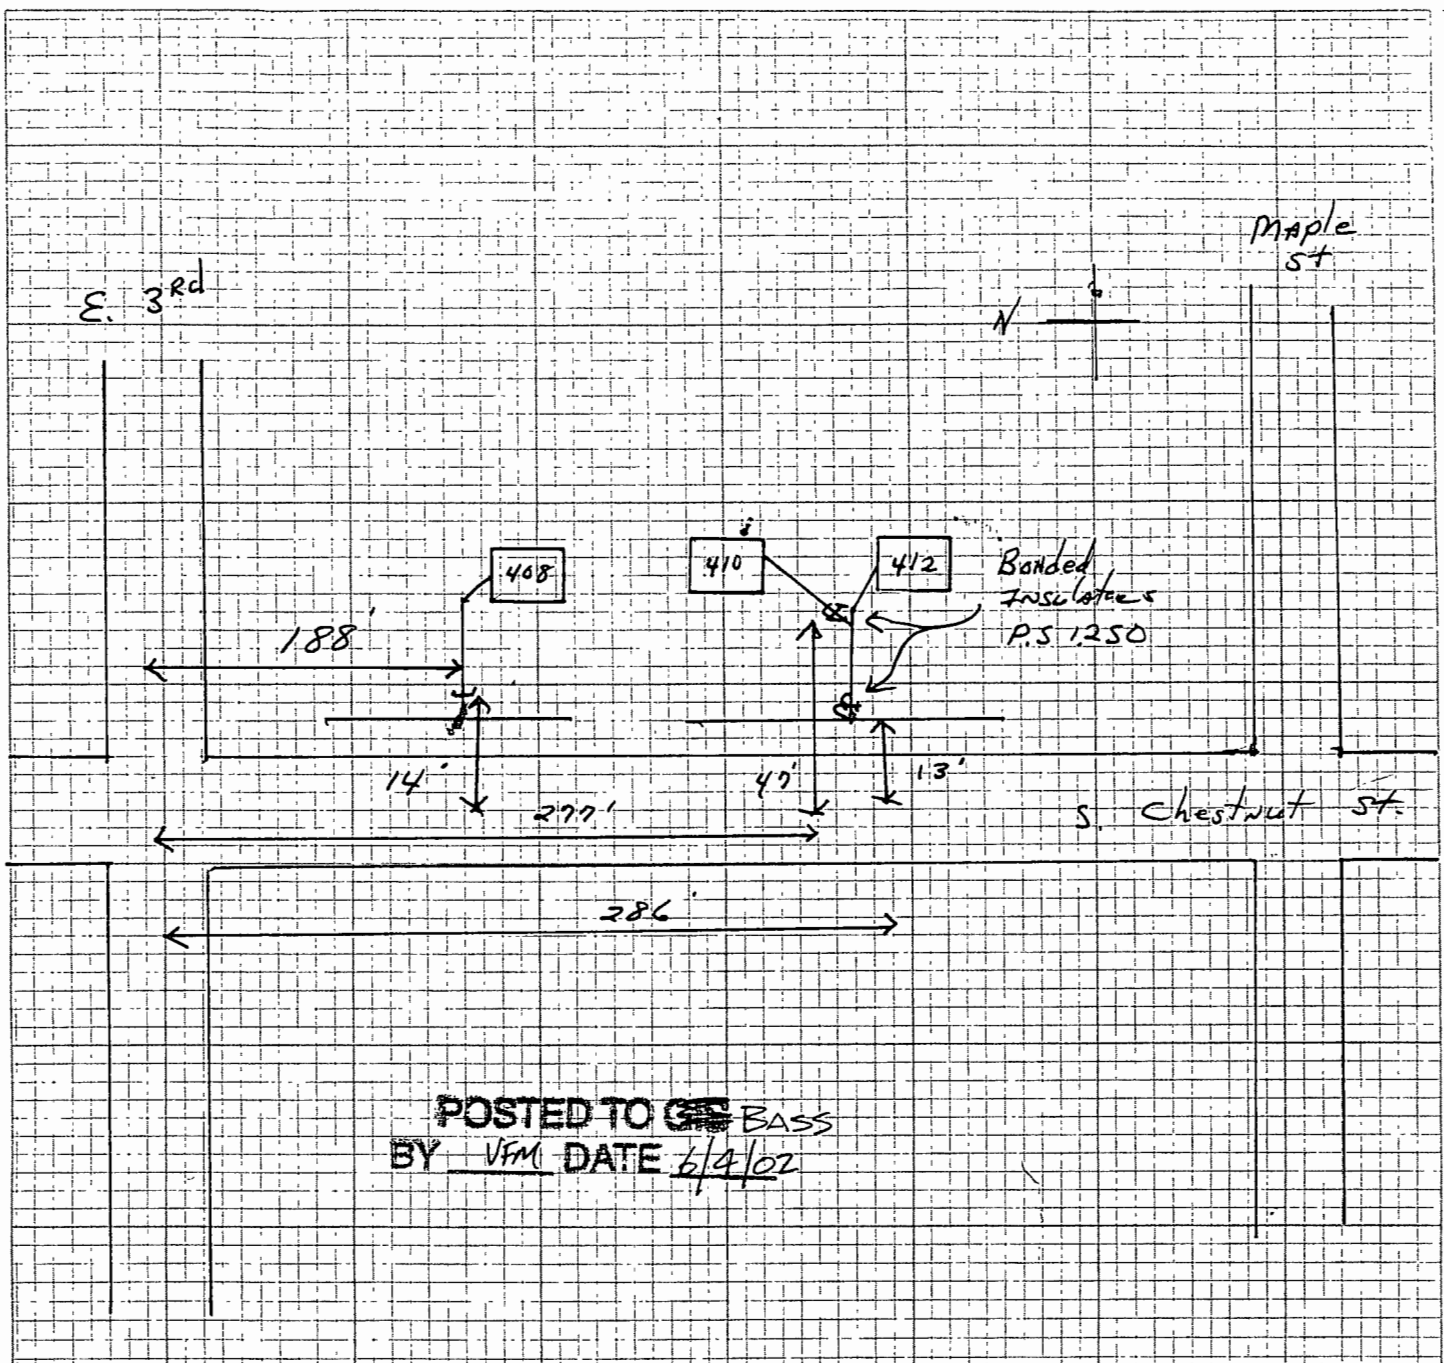 Maple
St
E. 3Rd
N
408
410
412
Bonded
Insulators
P.S 1250
188'
14'
47'
13'
277'
S. Chestnut St.
286'
POSTED TO BASS
BY VFM DATE 6/4/02